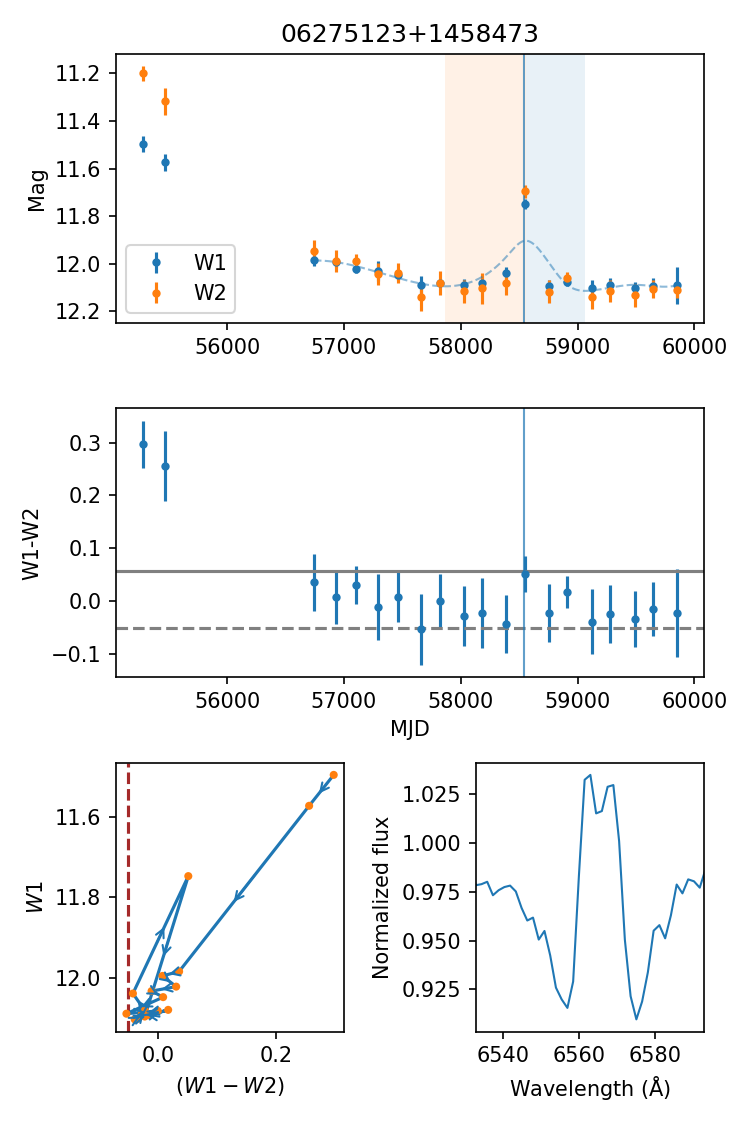 06275123+1458473
11.2
11.4
11.6
11.8
12.0
12.2
Mag
W1
W2
56000 57000 58000 59000 60000
0.3
0.2
0.1
0.0
−0.1
W1-W2
56000 57000 58000 59000 60000
MJD
11.6
11.8
12.0
W1
0.0 0.2
(W1 − W2)
1.025
1.000
0.975
0.950
0.925
Normalized flux
6540 6560 6580
Wavelength (Å)